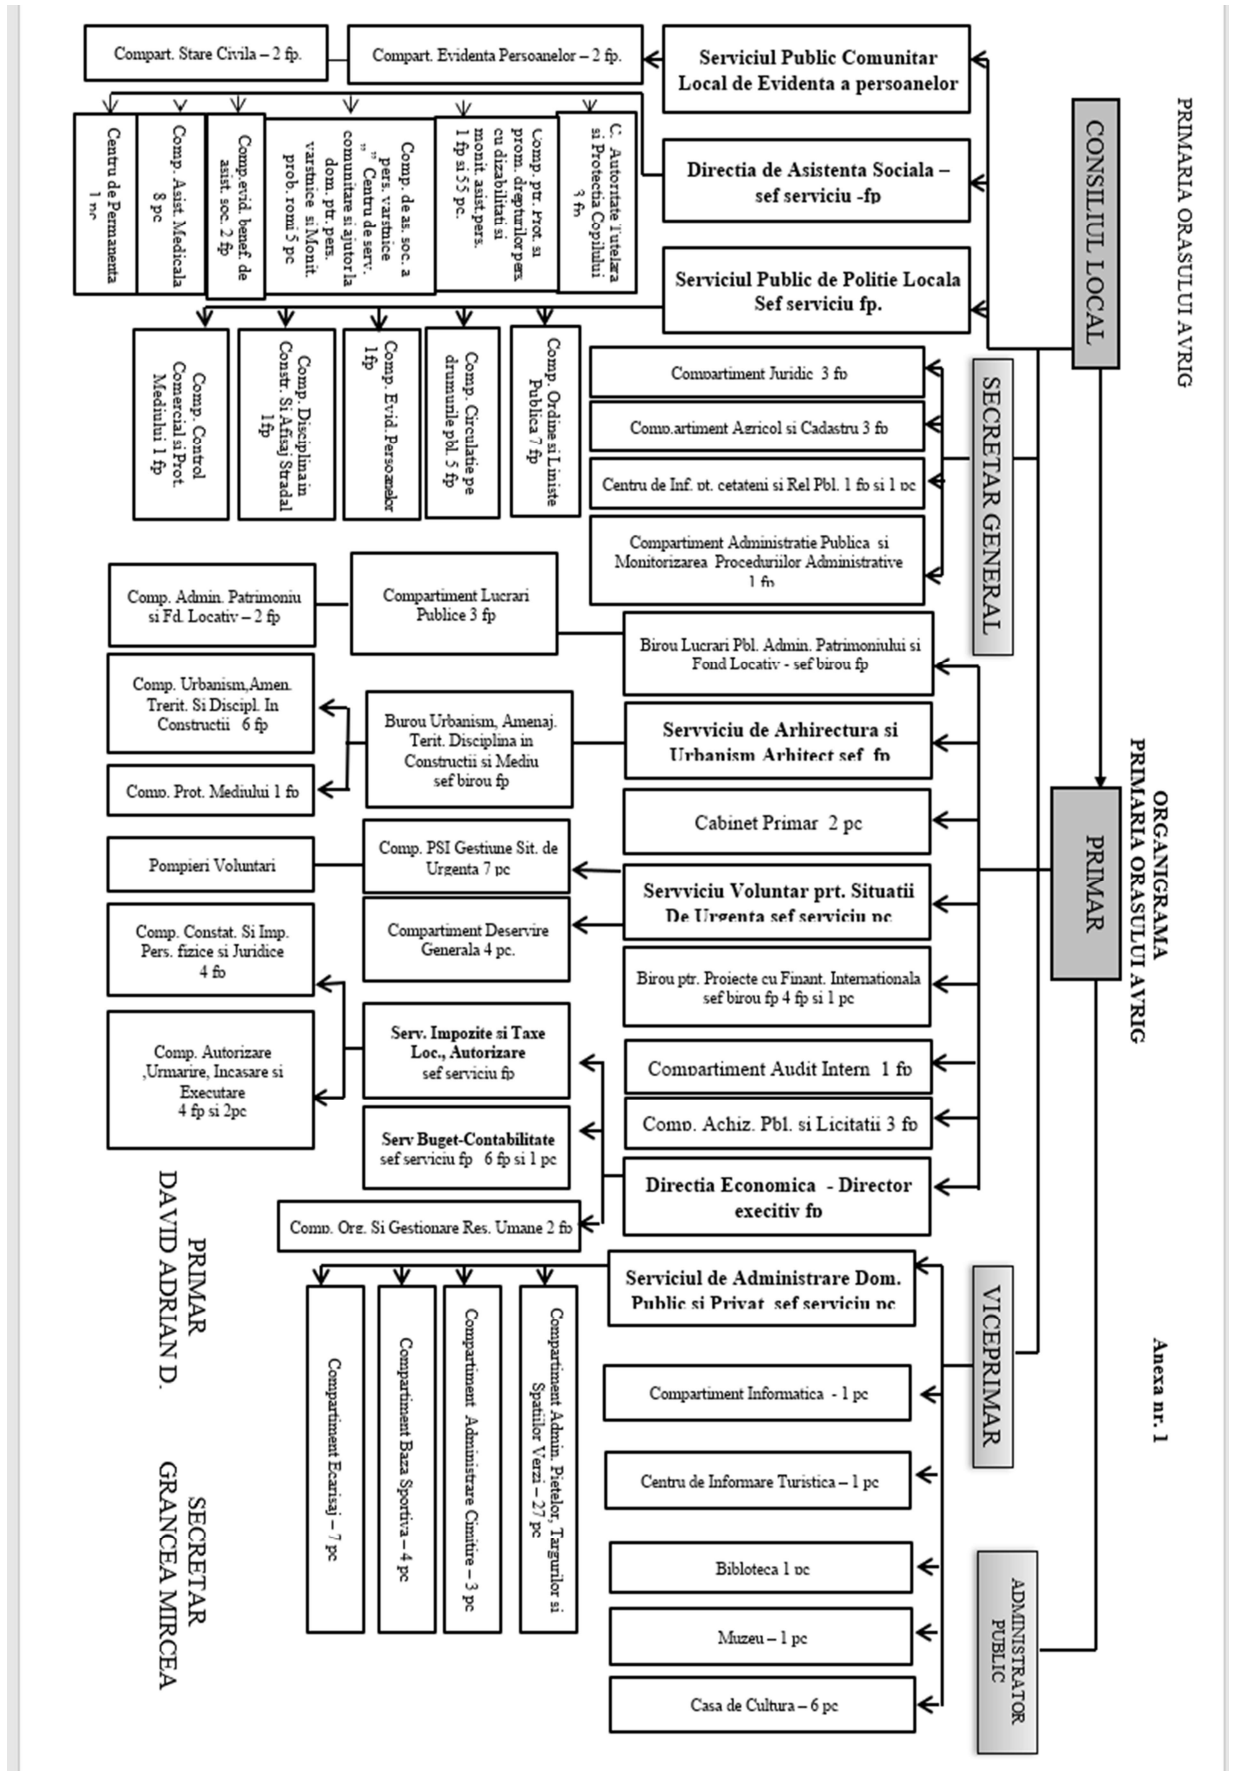 PRIMARIA ORASULUI AVRIG
ORGANIGRAMA
PRIMARIA ORASULUI AVRIG
Anexa nr. 1
CONSILIUL LOCAL
PRIMAR
ADMINISTRATOR
PUBLIC
SECRETAR GENERAL
VICEPRIMAR
Serviciul Public Comunitar
Local de Evidenta a persoanelor
Compart. Evidenta Persoanelor – 2 fp.
Compart. Stare Civila – 2 fp.
Directia de Asistenta Sociala –
sef serviciu -fp
C. Autoritate Tutelara
si Protectia Copilului
3 fp
Comp. ptr. Prot. si
prom. drepturilor pers.
cu dizabilitati si
monit. asist.pers.
1 fp si 55 pc.
Comp. de as. soc. a
pers. varstnice
,, Centru de serv.
comunitare si ajutor la
dom. ptr. pers.
varstnice si Monit.
prob. romi 5 pc
Comp.evid. benef. de
asist. soc. 2 fp
Comp. Asist. Medicala
8 pc
Centru de Permanenta
1 pc
Serviciul Public de Politie Locala
Sef serviciu fp.
Comp. Ordine si Liniste
Publica 7 fp
Comp. Circulatie pe
drumurile pbl. 5 fp
Comp. Evid. Persoanelor
1fp
Comp. Disciplina in
Constr. Si Afisaj Stradal
1fp
Comp. Control
Comercial si Prot.
Mediului 1 fp
Compartiment Juridic 3 fp
Comp.artiment Agricol si Cadastru 3 fp
Centru de Inf. pt. cetateni si Rel Pbl. 1 fp si 1 pc
Compartiment Administratie Publica si
Monitorizarea Proceduriilor Administrative
1 fp
Birou Lucrari Pbl. Admin. Patrimoniului si
Fond Locativ - sef birou fp
Compartiment Lucrari
Publice 3 fp
Comp. Admin. Patrimoniu
si Fd. Locativ – 2 fp
Servviciu de Arhirectura si
Urbanism Arhitect sef fp
Burou Urbanism, Amenaj.
Terit. Disciplina in
Constructii si Mediu
sef birou fp
Comp. Urbanism,Amen.
Terit. Si Discipl. In
Constructii 6 fp
Comp. Prot. Mediului 1 fp
Cabinet Primar 2 pc
Servviciu Voluntar prt. Situatii
De Urgenta sef serviciu pc
Comp. PSI Gestiune Sit. de
Urgenta 7 pc
Pompieri Voluntari
Compartiment Deservire
Generala 4 pc.
Birou ptr. Proiecte cu Finant. Internationala
sef birou fp 4 fp si 1 pc
Compartiment Audit Intern 1 fp
Comp. Achiz. Pbl. si Licitatii 3 fp
Directia Economica - Director
execitiv fp
Serv. Impozite si Taxe
Loc., Autorizare
sef serviciu fp
Comp. Constat. Si Imp.
Pers. fizice si Juridice
4 fp
Comp. Autorizare
,Urmarire, Incasare si
Executare
4 fp si 2pc
Serv Buget-Contabilitate
sef serviciu fp 6 fp si 1 pc
Comp. Org. Si Gestionare Res. Umane 2 fp
Serviciul de Administrare Dom.
Public si Privat sef serviciu pc
Compartiment Admin. Pietelor, Targurilor si
Spatiilor Verzi – 27 pc
Compartiment Administrare Cimitire – 3 pc
Compartiment Baza Sportiva – 4 pc
Compartiment Ecarisaj – 7 pc
Compartiment Informatica - 1 pc
Centru de Informare Turistica – 1 pc
Bibloteca 1 pc
Muzeu – 1 pc
Casa de Cultura – 6 pc
PRIMAR
DAVID ADRIAN D.
SECRETAR
GRANCEA MIRCEA